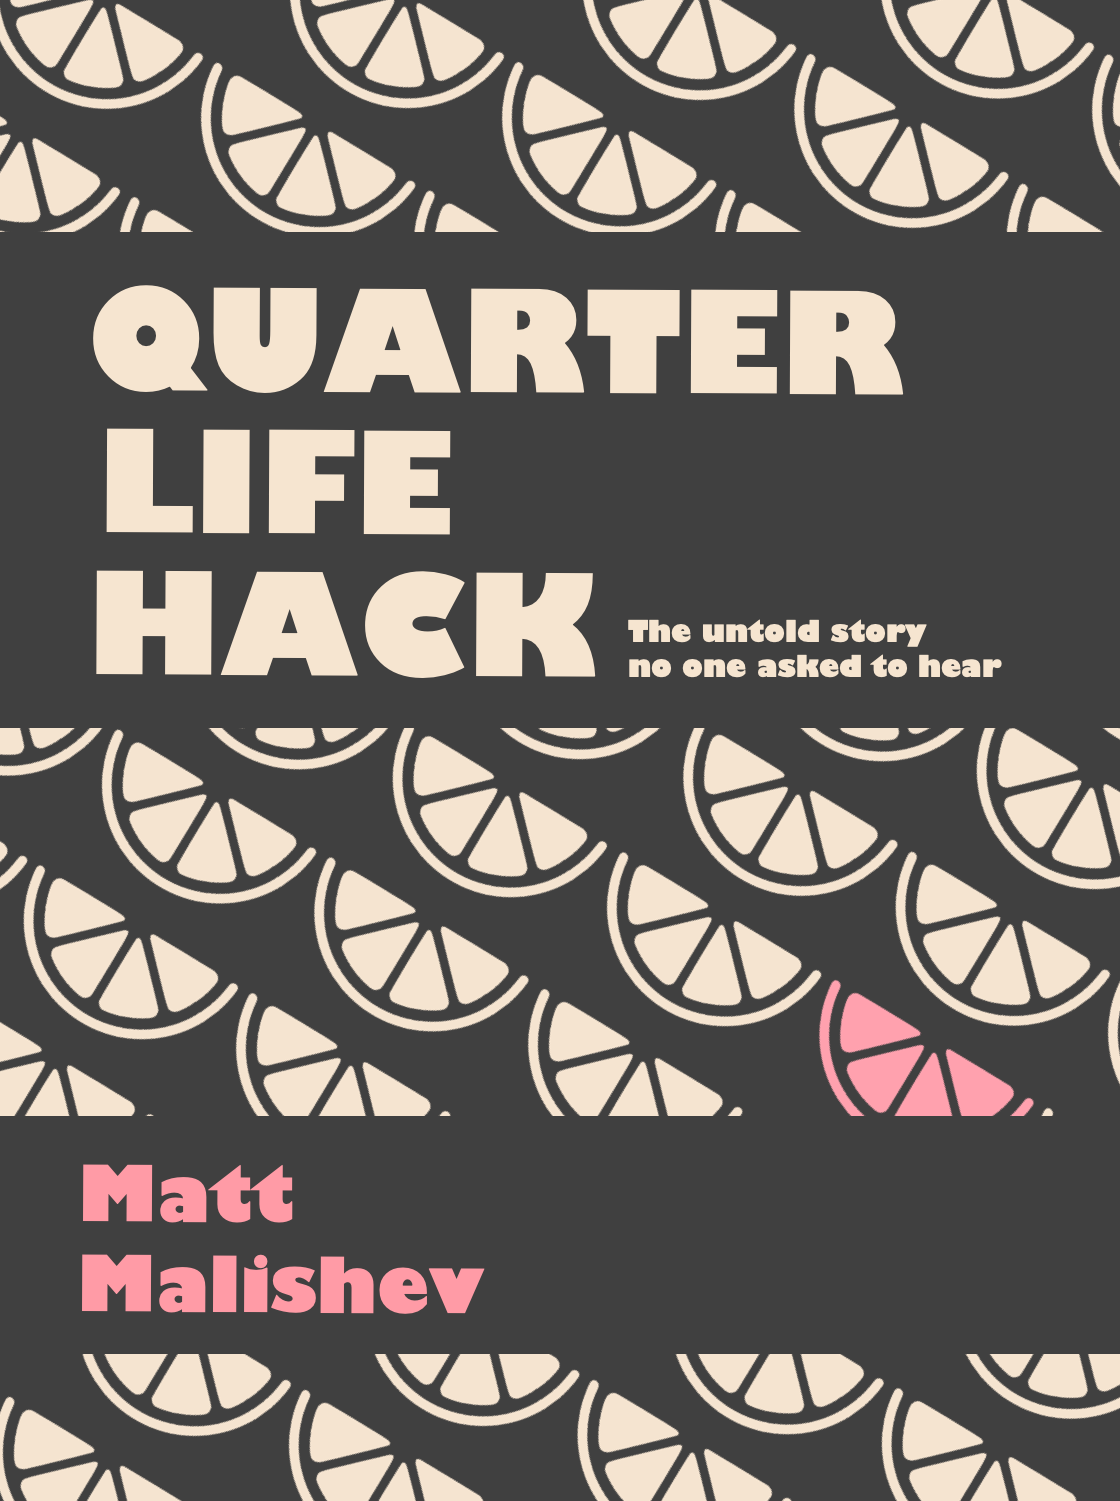 QUARTER
LIFE
HACK
The untold story
no one asked to hear
Matt
Malishev